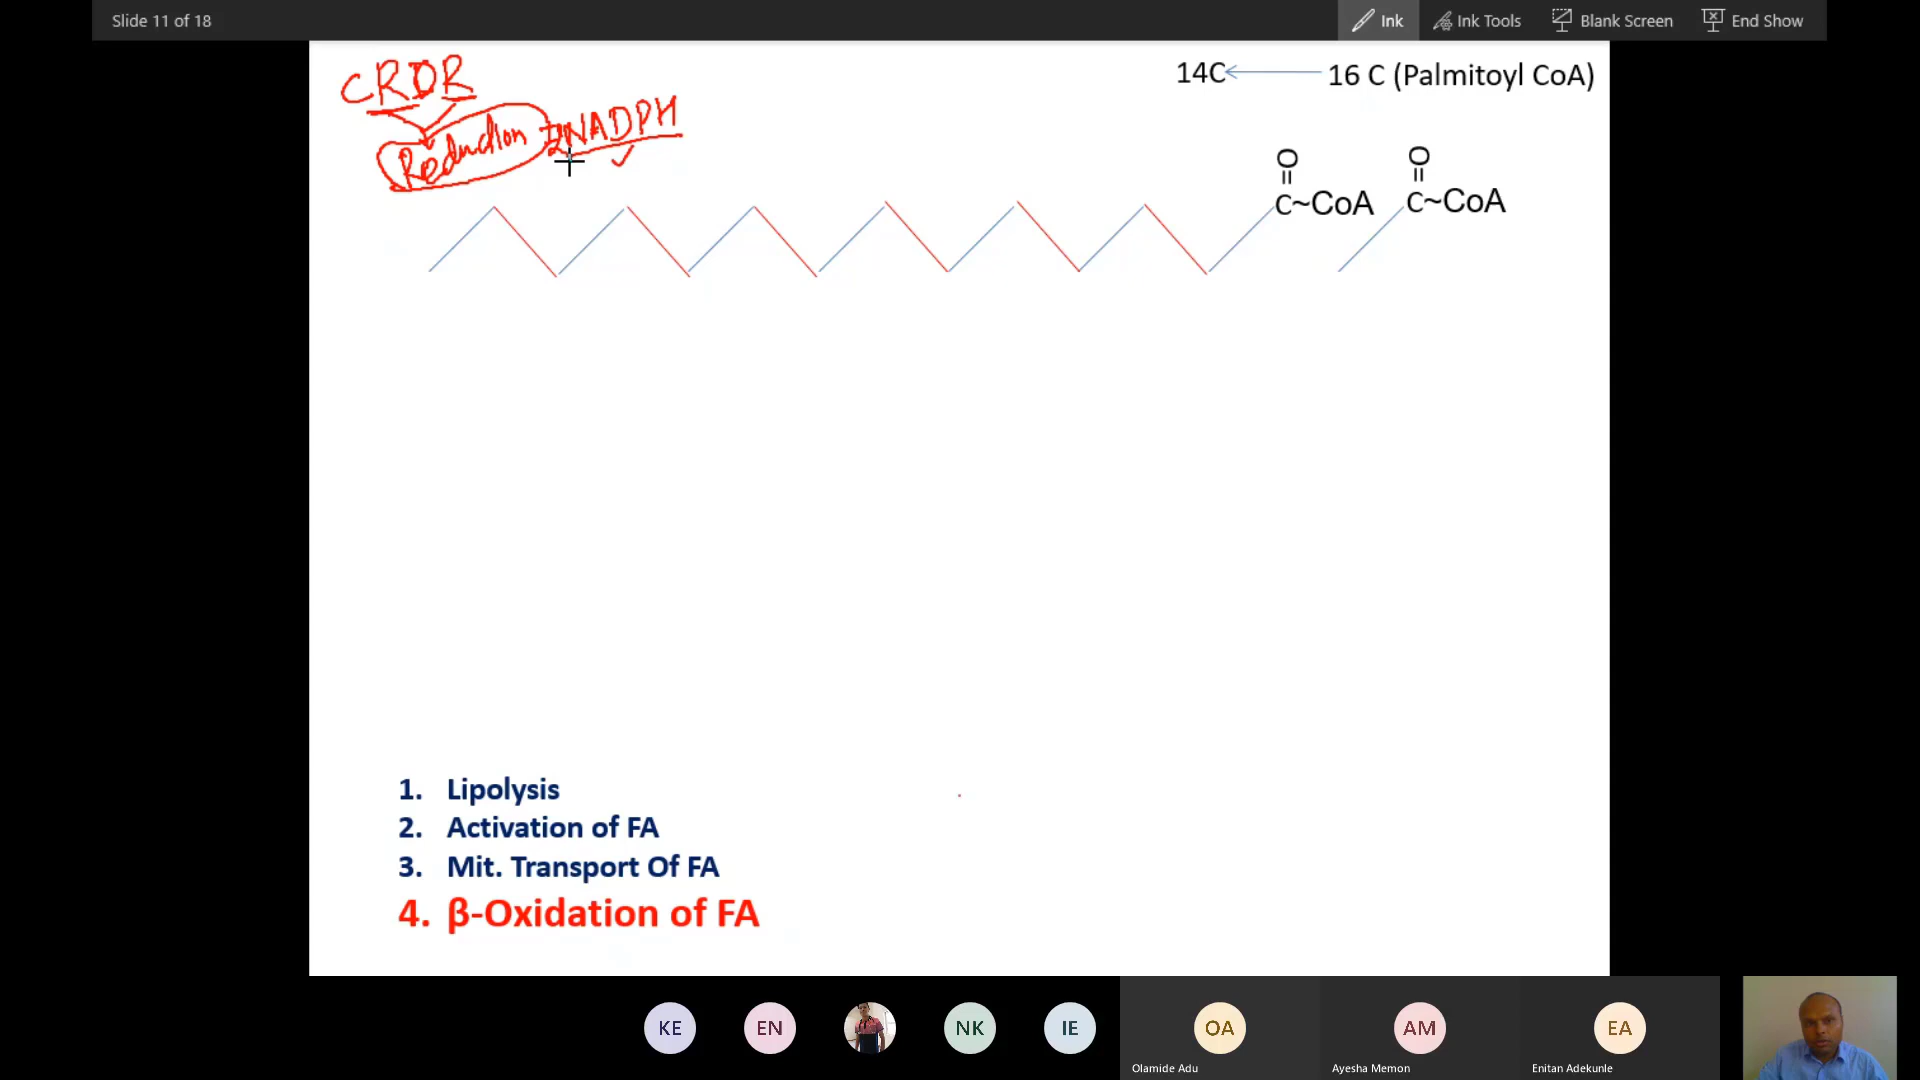 Slide 11 of 18
Ink
Ink Tools
Blank Screen
End Show
CRDR
Reduction 2NADPH
14C
16 C (Palmitoyl CoA)
O
O
=
=
C~CoA
C~CoA
1. Lipolysis
2. Activation of FA
3. Mit. Transport Of FA
4. β-Oxidation of FA
KE
EN
NK
IE
OA
AM
EA
Olamide Adu
Ayesha Memon
Enitan Adekunle